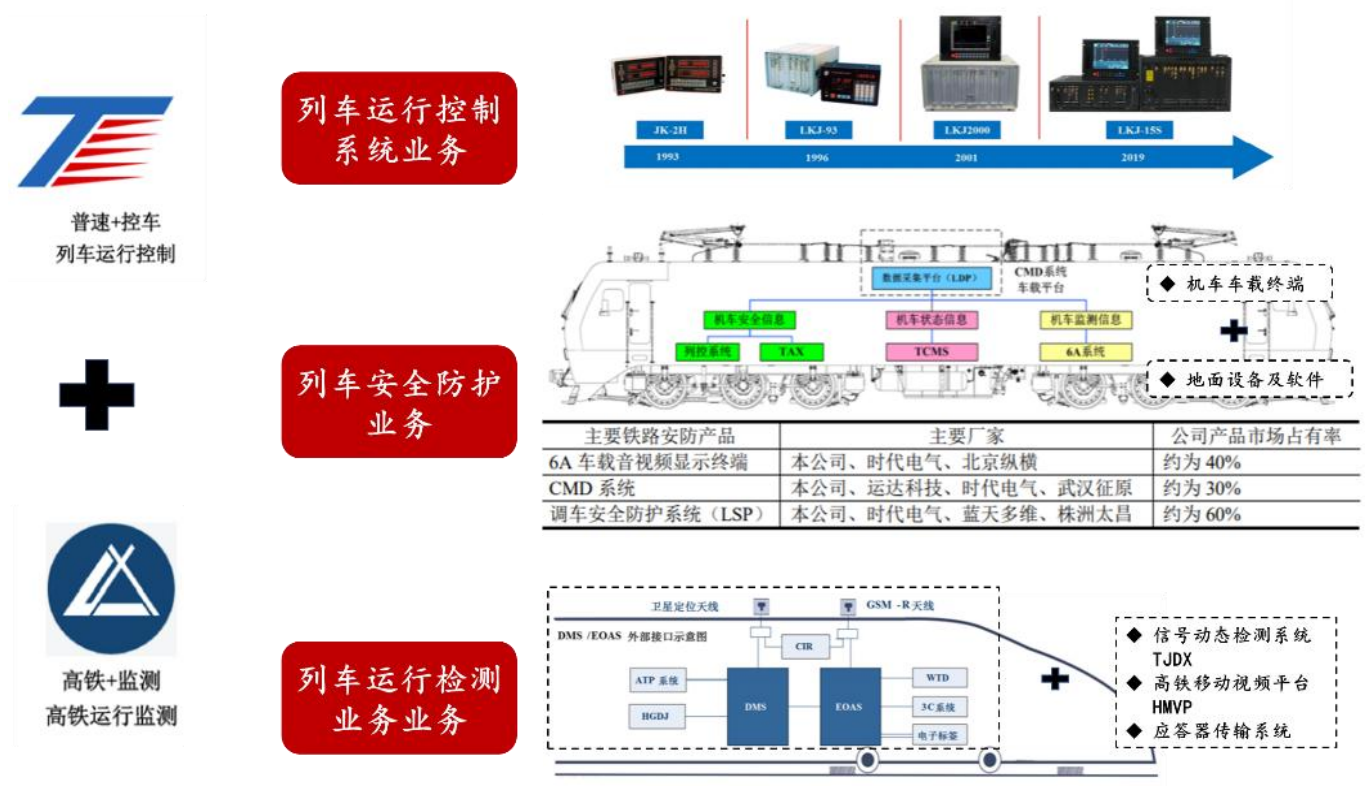 普速+控车
列车运行控制
高铁+监测
高铁运行监测
列车运行控制
系统业务
JK-2H
LKJ-93
LKJ2000
LKJ-15S
1993
1996
2001
2019
列车安全防护
业务
数据采集平台（LDP）
CMD系统
车载平台
机车安全信息
机车状态信息
机车监测信息
列控系统
TAX
TCMS
6A系统
◆ 机车车载终端
◆ 地面设备及软件
主要铁路安防产品 主要厂家 公司产品市场占有率
6A 车载音视频显示终端 本公司、时代电气、北京纵横 约为 40%
CMD 系统 本公司、运达科技、时代电气、武汉征原 约为 30%
调车安全防护系统（LSP） 本公司、时代电气、蓝天多维、株洲太昌 约为 60%
列车运行检测
业务业务
卫星定位天线
GSM -R天线
DMS /EOAS 外部接口示意图
CIR
ATP 系统
HGDJ
DMS
EOAS
WTD
3C系统
电子标签
◆ 信号动态检测系统
TJDX
◆ 高铁移动视频平台
HMVP
◆ 应答器传输系统